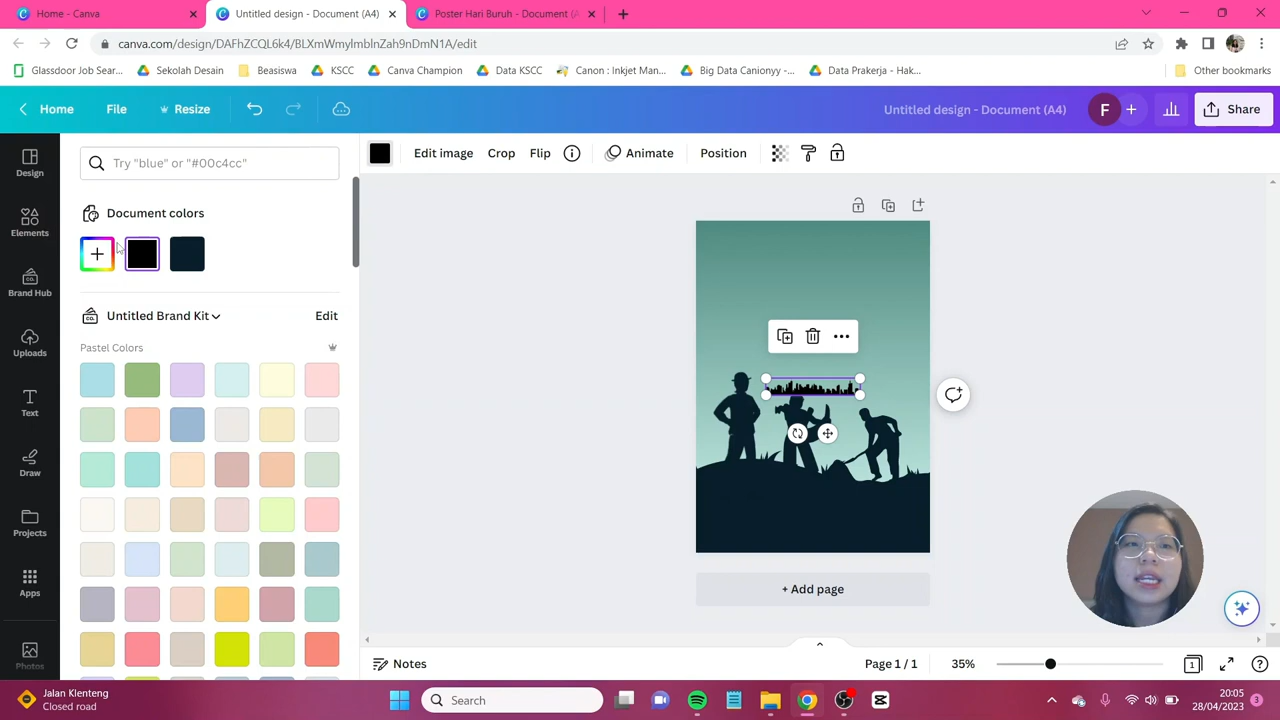 Home - Canva
Untitled design - Document (A4)
Poster Hari Buruh - Document (A
canva.com/design/DAFhZCQL6k4/BLXmWmylmblnZah9nDmN1A/edit
Glassdoor Job Sear...
Sekolah Desain
Beasiswa
KSCC
Canva Champion
Data KSCC
Canon : Inkjet Man...
Big Data Canionyy -...
Data Prakerja - Hak...
Other bookmarks
Home
File
Resize
Untitled design - Document (A4)
F
Share
Design
Elements
Brand Hub
Uploads
Text
Draw
Projects
Apps
Photos
Try "blue" or "#00c4cc"
Document colors
Untitled Brand Kit
Edit
Pastel Colors
Edit image
Crop
Flip
Animate
Position
+ Add page
Notes
Page 1 / 1
35%
1
Jalan Klenteng
Closed road
Search
20:05
28/04/2023
3